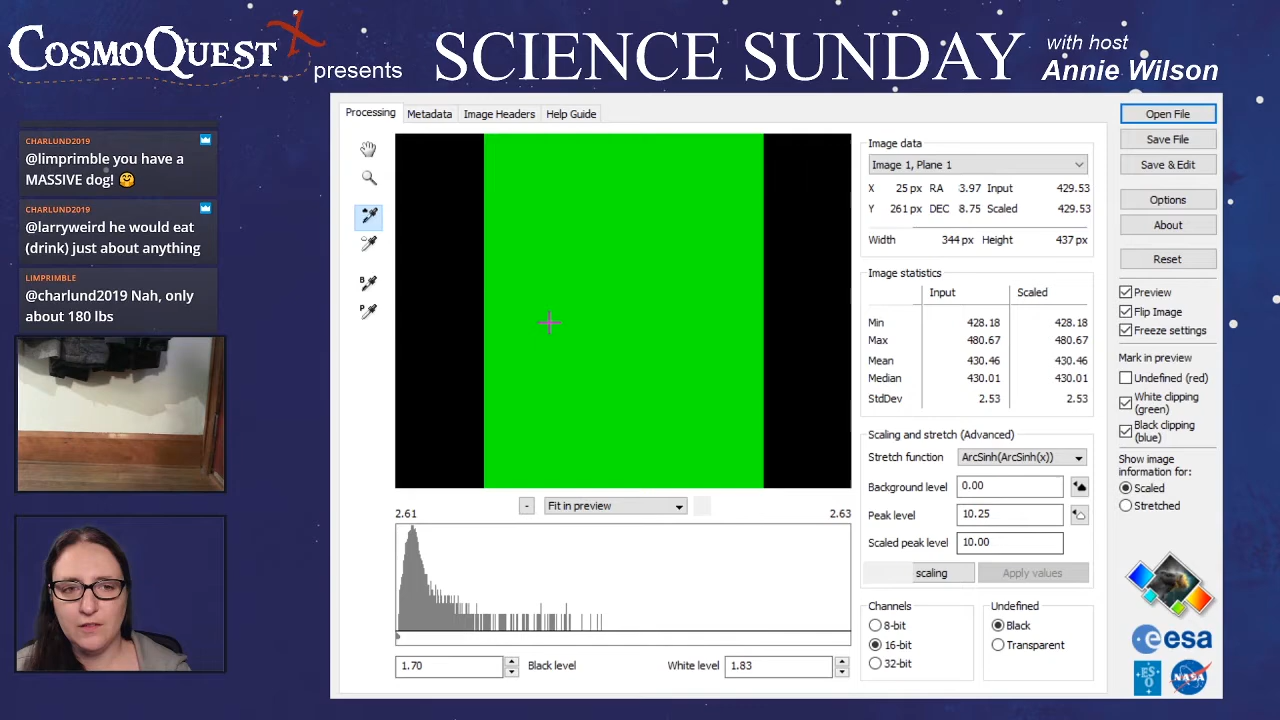 COSMOQUEST X
presents
SCIENCE SUNDAY
with host
Annie Wilson
CHARLUND2019
@limprimble you have a
MASSIVE dog! 🤗
CHARLUND2019
@larryweird he would eat
(drink) just about anything
LIMPRIMBLE
@charlund2019 Nah, only
about 180 lbs
Processing Metadata Image Headers Help Guide
Image data
Image 1, Plane 1
X 25 px RA 3.97 Input 429.53
Y 261 px DEC 8.75 Scaled 429.53
Width 344 px Height 437 px
Image statistics
Input Scaled
Min 428.18 428.18
Max 480.67 480.67
Mean 430.46 430.46
Median 430.01 430.01
StdDev 2.53 2.53
Scaling and stretch (Advanced)
Stretch function ArcSinh(ArcSinh(x))
Background level 0.00
Peak level 10.25
Scaled peak level 10.00
scaling Apply values
Channels
8-bit
16-bit
32-bit
Undefined
Black
Transparent
B
P
- Fit in preview
2.61 2.63
1.70 Black level White level 1.83
Open File
Save File
Save & Edit
Options
About
Reset
Preview
Flip Image
Freeze settings
Mark in preview
Undefined (red)
White clipping
(green)
Black clipping
(blue)
Show image
information for:
Scaled
Stretched
esa
ESO
NASA